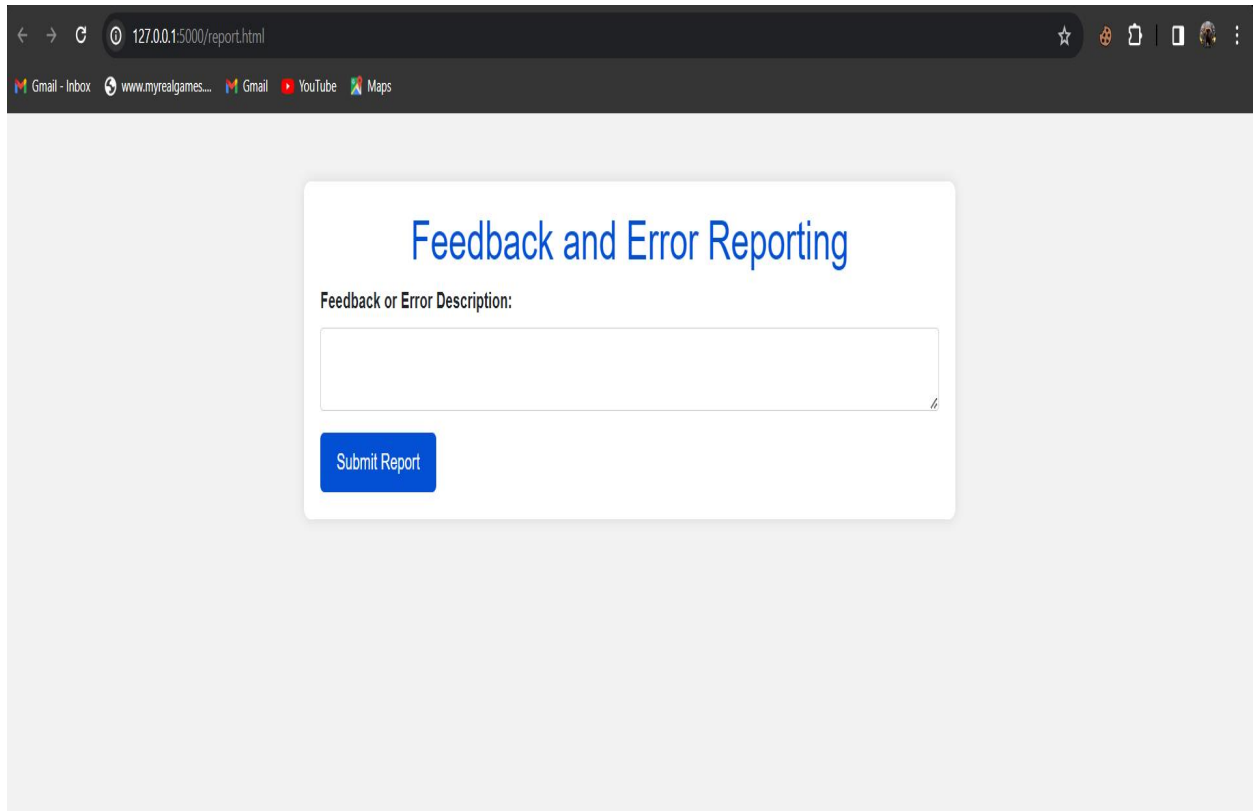 127.0.0.1:5000/report.html
Gmail - Inbox www.myrealgames.... Gmail YouTube Maps
Feedback and Error Reporting
Feedback or Error Description:
Submit Report